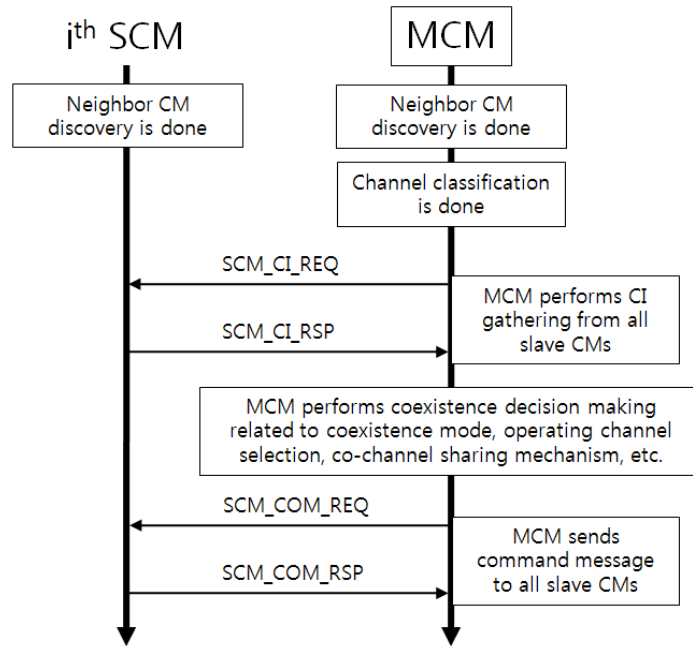 ith SCM
MCM
Neighbor CM
discovery is done
Neighbor CM
discovery is done
Channel classification
is done
SCM_CI_REQ
MCM performs CI
gathering from all
slave CMs
SCM_CI_RSP
MCM performs coexistence decision making
related to coexistence mode, operating channel
selection, co-channel sharing mechanism, etc.
SCM_COM_REQ
MCM sends
command message
to all slave CMs
SCM_COM_RSP